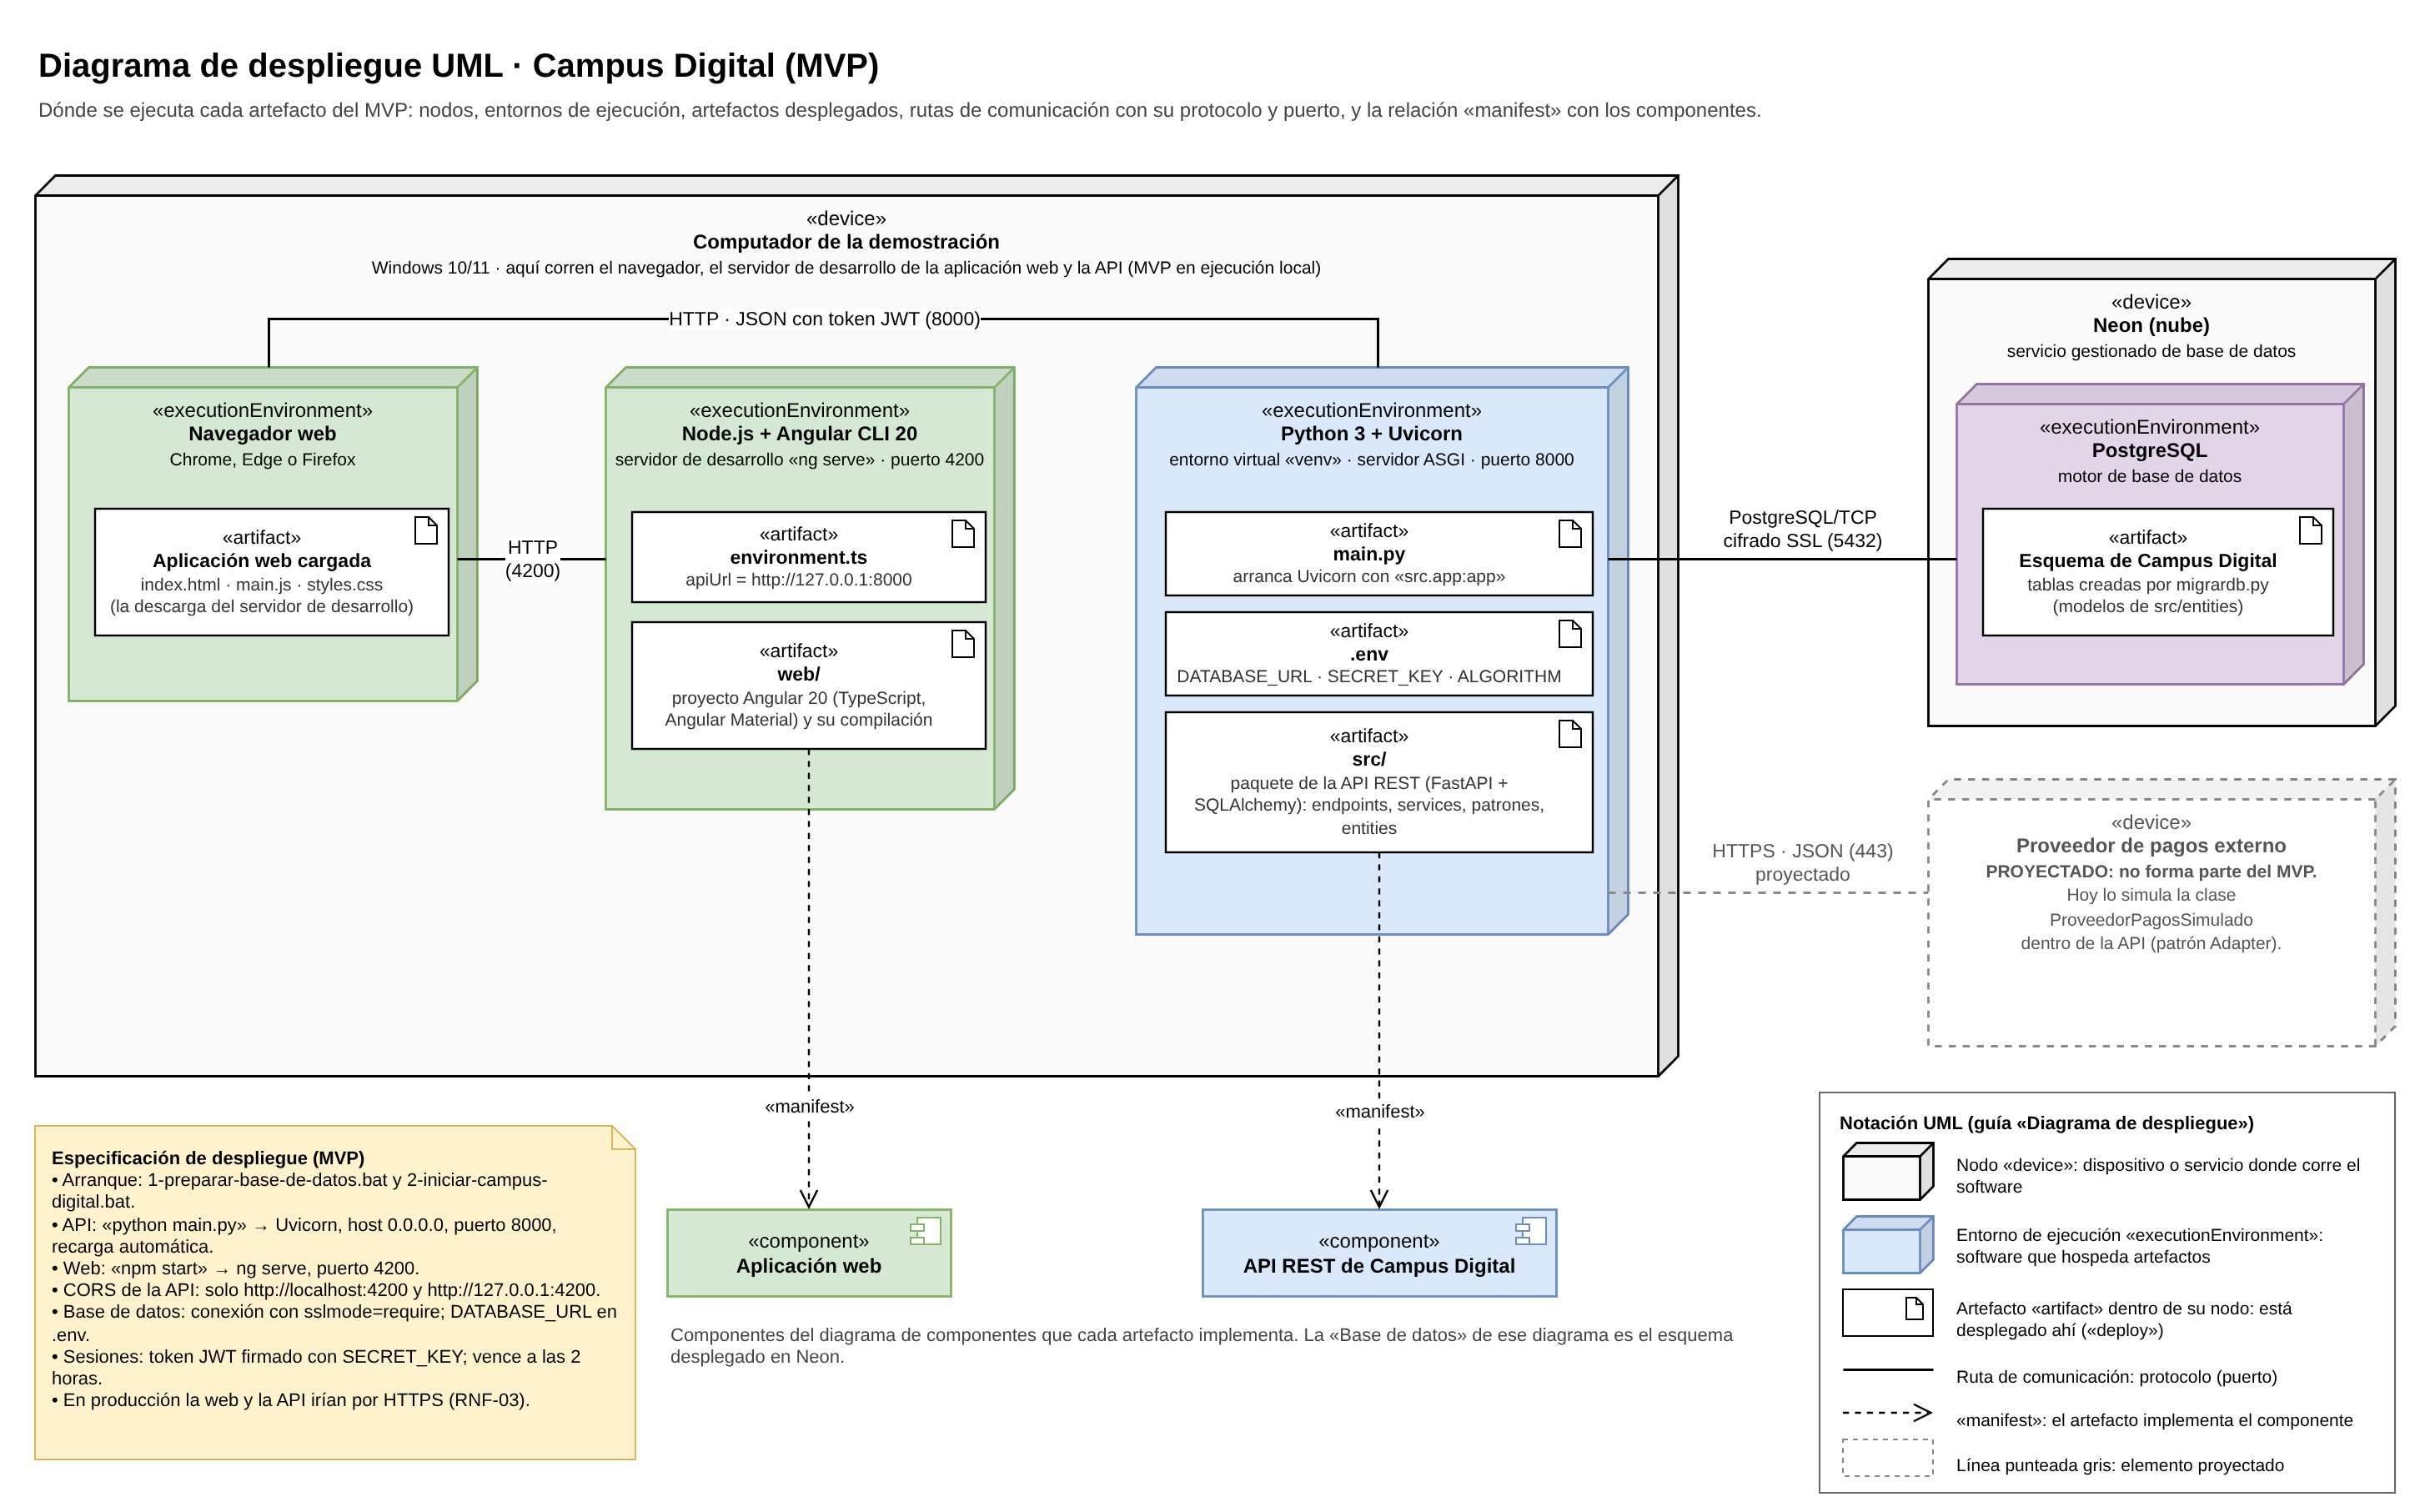 Diagrama de despliegue UML · Campus Digital (MVP)
Dónde se ejecuta cada artefacto del MVP: nodos, entornos de ejecución, artefactos desplegados, rutas de comunicación con su protocolo y puerto, y la relación «manifest» con los componentes.
«device»
Computador de la demostración
Windows 10/11 · aquí corren el navegador, el servidor de desarrollo de la aplicación web y la API (MVP en ejecución local)
HTTP · JSON con token JWT (8000)
«executionEnvironment»
Navegador web
Chrome, Edge o Firefox
«artifact»
Aplicación web cargada
index.html · main.js · styles.css
(la descarga del servidor de desarrollo)
HTTP
(4200)
«executionEnvironment»
Node.js + Angular CLI 20
servidor de desarrollo «ng serve» · puerto 4200
«artifact»
environment.ts
apiUrl = http://127.0.0.1:8000
«artifact»
web/
proyecto Angular 20 (TypeScript,
Angular Material) y su compilación
«executionEnvironment»
Python 3 + Uvicorn
entorno virtual «venv» · servidor ASGI · puerto 8000
«artifact»
main.py
arranca Uvicorn con «src.app:app»
«artifact»
.env
DATABASE_URL · SECRET_KEY · ALGORITHM
«artifact»
src/
paquete de la API REST (FastAPI +
SQLAlchemy): endpoints, services, patrones,
entities
PostgreSQL/TCP
cifrado SSL (5432)
«device»
Neon (nube)
servicio gestionado de base de datos
«executionEnvironment»
PostgreSQL
motor de base de datos
«artifact»
Esquema de Campus Digital
tablas creadas por migrardb.py
(modelos de src/entities)
HTTPS · JSON (443)
proyectado
«device»
Proveedor de pagos externo
PROYECTADO: no forma parte del MVP.
Hoy lo simula la clase
ProveedorPagosSimulado
dentro de la API (patrón Adapter).
«manifest»
«manifest»
Especificación de despliegue (MVP)
• Arranque: 1-preparar-base-de-datos.bat y 2-iniciar-campus-
digital.bat.
• API: «python main.py» → Uvicorn, host 0.0.0.0, puerto 8000,
recarga automática.
• Web: «npm start» → ng serve, puerto 4200.
• CORS de la API: solo http://localhost:4200 y http://127.0.0.1:4200.
• Base de datos: conexión con sslmode=require; DATABASE_URL en
.env.
• Sesiones: token JWT firmado con SECRET_KEY; vence a las 2
horas.
• En producción la web y la API irían por HTTPS (RNF-03).
«component»
Aplicación web
«component»
API REST de Campus Digital
Componentes del diagrama de componentes que cada artefacto implementa. La «Base de datos» de ese diagrama es el esquema
desplegado en Neon.
Notación UML (guía «Diagrama de despliegue»)
Nodo «device»: dispositivo o servicio donde corre el
software
Entorno de ejecución «executionEnvironment»:
software que hospeda artefactos
Artefacto «artifact» dentro de su nodo: está
desplegado ahí («deploy»)
Ruta de comunicación: protocolo (puerto)
«manifest»: el artefacto implementa el componente
Línea punteada gris: elemento proyectado